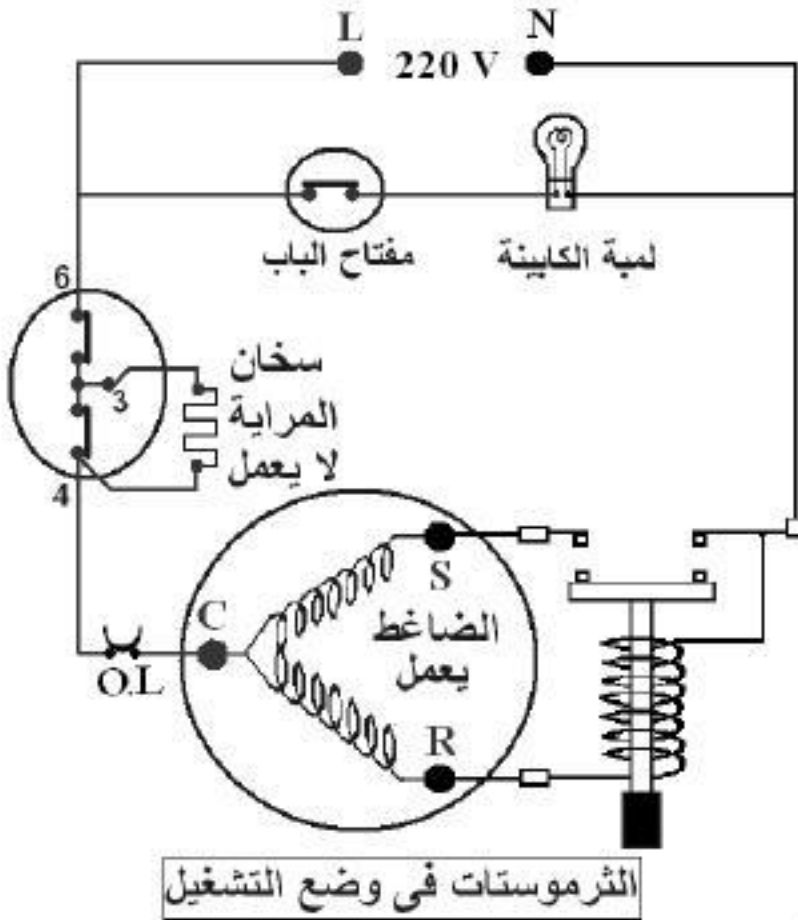 L 220 V N
مفتاح الباب
لمبة الكابينة
6
3
4
سخان
المراية
لا يعمل
S
C
الضاغط
يعمل
O.L
R
الثرموستات فى وضع التشغيل